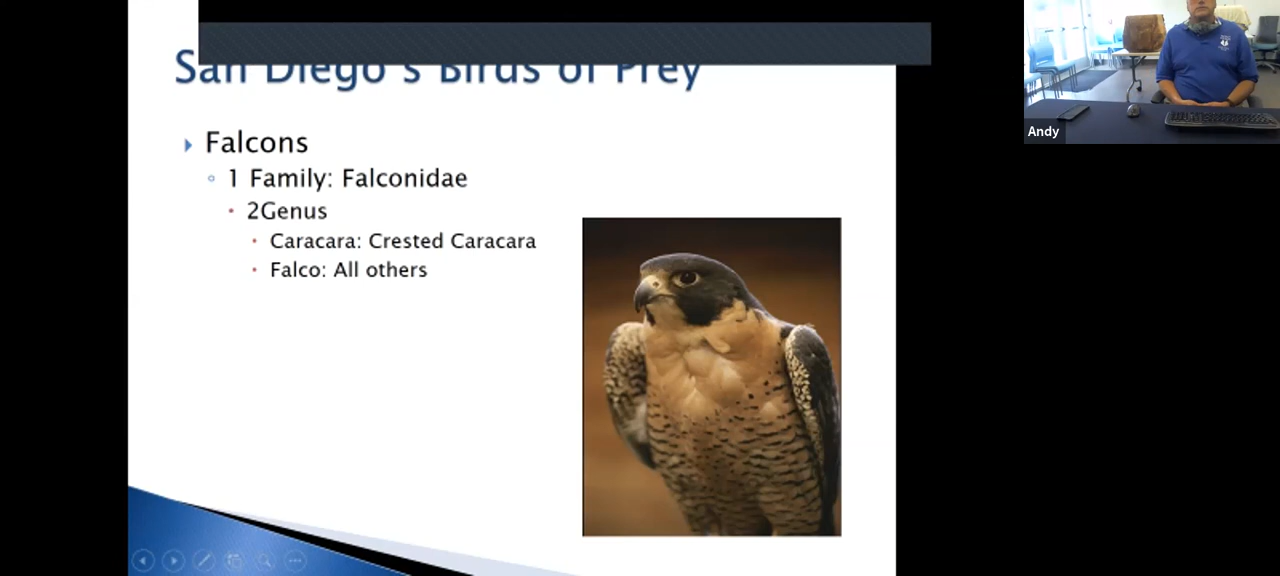 San Diego's Birds of Prey
Falcons
1 Family: Falconidae
2Genus
Caracara: Crested Caracara
Falco: All others
Andy